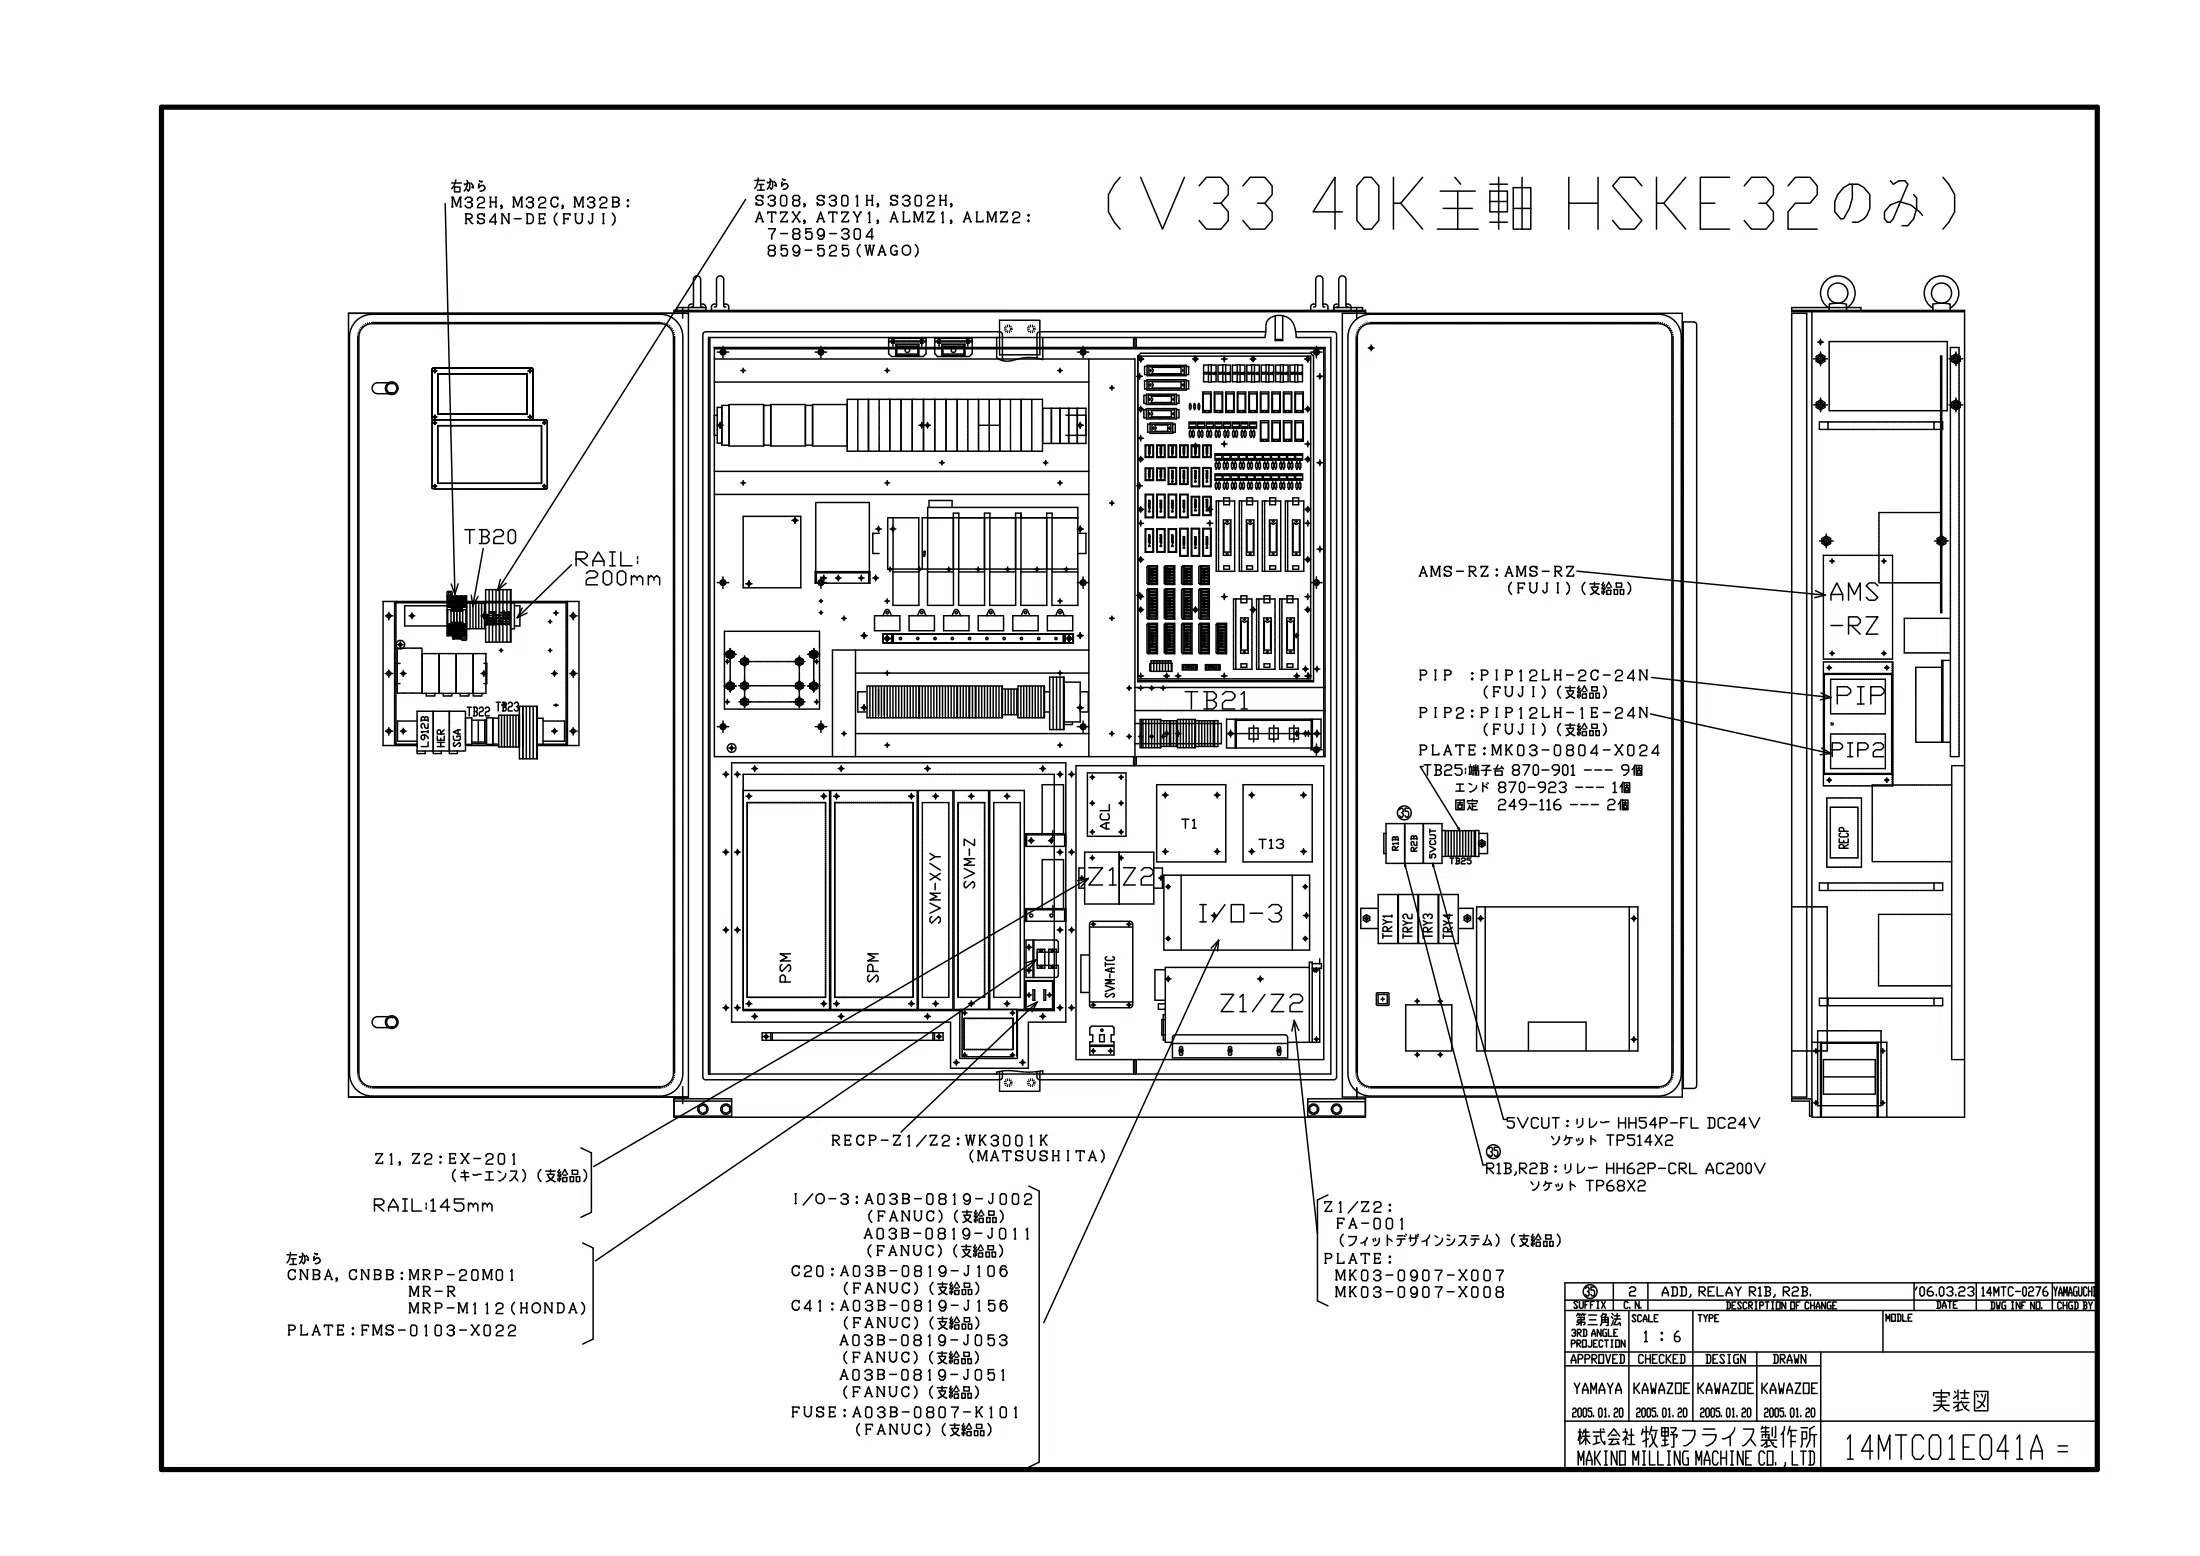 (V33 40K主軸 HSKE32のみ)
右から
M32H, M32C, M32B:
RS4N-DE(FUJI)
左から
S308, S301H, S302H,
ATZX, ATZY1, ALMZ1, ALMZ2:
7-859-304
859-525(WAGO)
TB20
RAIL:
200mm
L912B
HER
SGA
TB22
TB23
TB21
PSM
SPM
SVM-X/Y
SVM-Z
ACL
T1
T13
Z1
Z2
I/O-3
SVM-ATC
Z1/Z2
AMS-RZ:AMS-RZ
(FUJI)(支給品)
PIP :PIP12LH-2C-24N
(FUJI)(支給品)
PIP2:PIP12LH-1E-24N
(FUJI)(支給品)
PLATE:MK03-0804-X024
TB25:端子台 870-901 --- 9個
エンド 870-923 --- 1個
固定 249-116 --- 2個
35
R1B
R2B
5VCUT
TB25
TRY1
TRY2
TRY3
TRY4
AMS
-RZ
PIP
PIP2
RECP
5VCUT:リレー HH54P-FL DC24V
ソケット TP514X2
35
R1B,R2B:リレー HH62P-CRL AC200V
ソケット TP68X2
RECP-Z1/Z2:WK3001K
(MATSUSHITA)
Z1, Z2:EX-201
(キーエンス)(支給品)
RAIL:145mm
左から
CNBA, CNBB:MRP-20M01
MR-R
MRP-M112(HONDA)
PLATE:FMS-0103-X022
I/O-3:A03B-0819-J002
(FANUC)(支給品)
A03B-0819-J011
(FANUC)(支給品)
C20:A03B-0819-J106
(FANUC)(支給品)
C41:A03B-0819-J156
(FANUC)(支給品)
A03B-0819-J053
(FANUC)(支給品)
A03B-0819-J051
(FANUC)(支給品)
FUSE:A03B-0807-K101
(FANUC)(支給品)
Z1/Z2:
FA-001
(フィットデザインシステム)(支給品)
PLATE:
MK03-0907-X007
MK03-0907-X008
35 2 ADD, RELAY R1B, R2B. '06.03.23 14MTC-0276 YAMAGUCHI
SUFFIX C. N. DESCRIPTION OF CHANGE DATE DWG INF NO. CHGD BY
第三角法
3RD ANGLE
PROJECTION
SCALE
1 : 6
TYPE
MODLE
APPROVED CHECKED DESIGN DRAWN
YAMAYA KAWAZOE KAWAZOE KAWAZOE
2005. 01. 20 2005. 01. 20 2005. 01. 20 2005. 01. 20
実装図
株式会社 牧野フライス製作所
MAKINO MILLING MACHINE CO. ,LTD
14MTC01E041A =